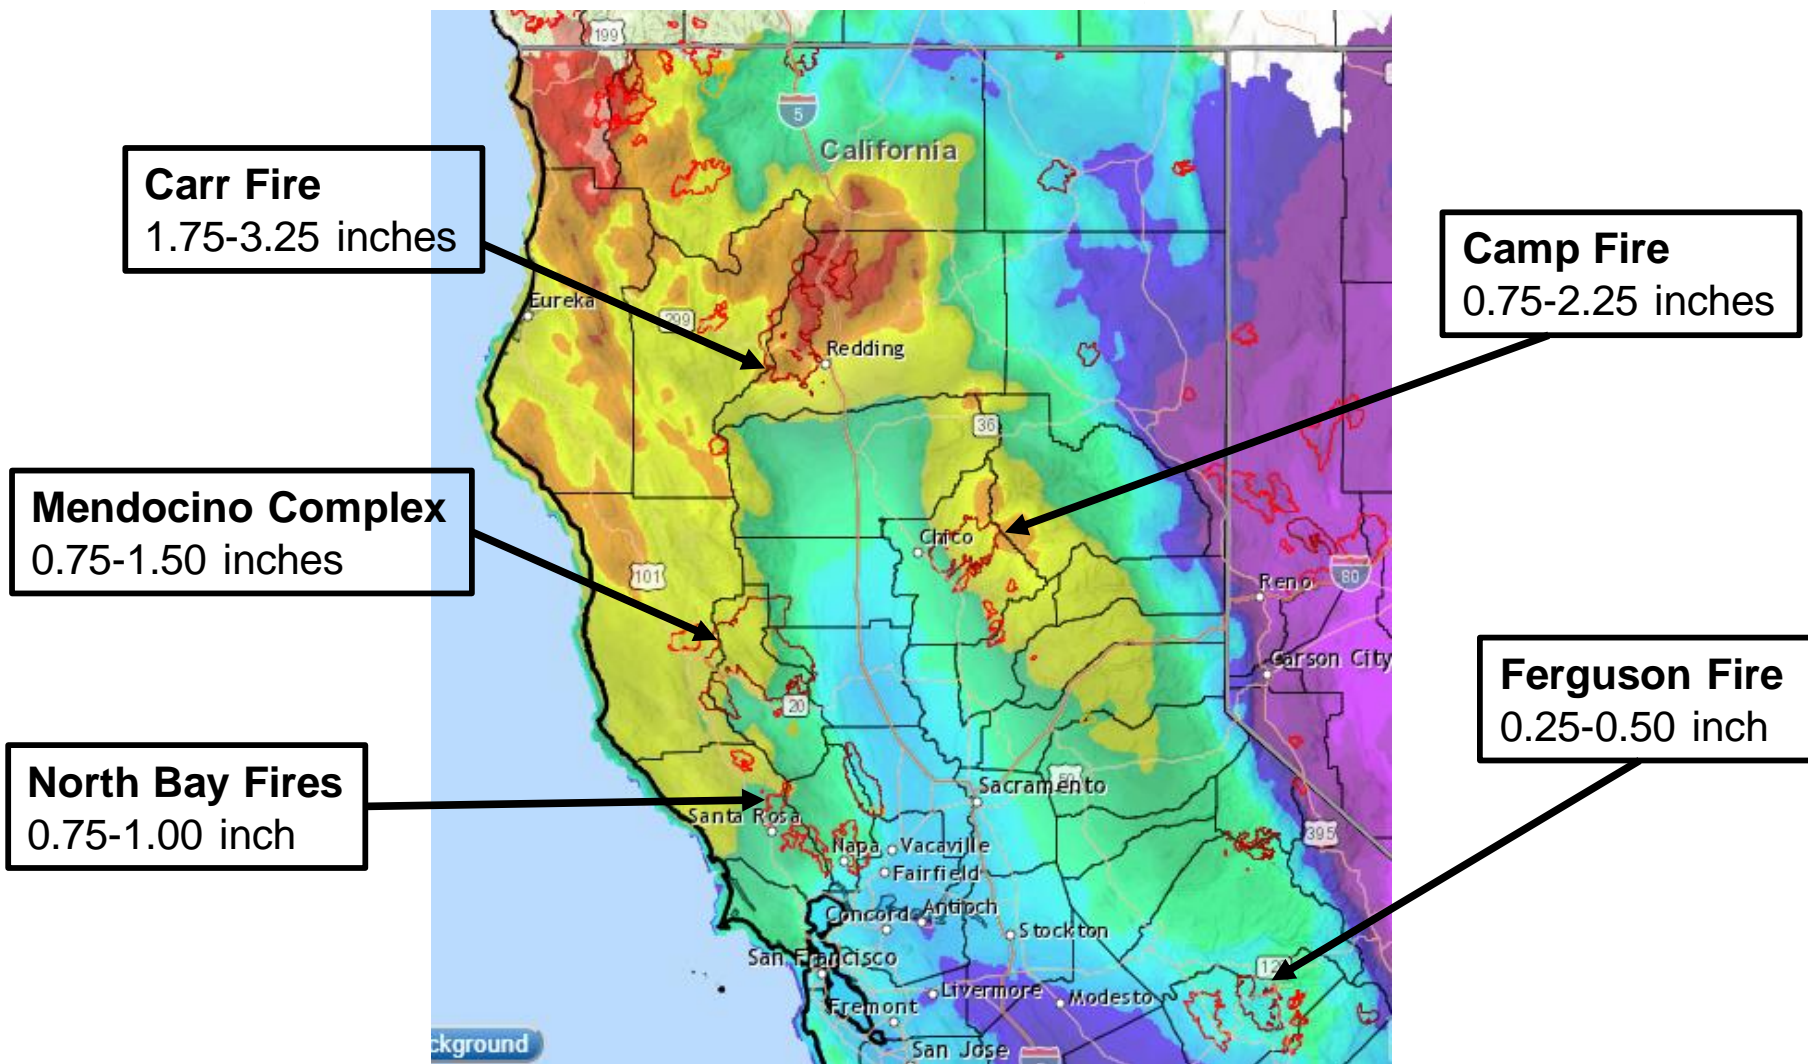 199
5
California
Carr Fire
1.75-3.25 inches
Camp Fire
0.75-2.25 inches
Eureka
299
Redding
36
Mendocino Complex
0.75-1.50 inches
Chico
101
Reno
80
Carson City
20
Ferguson Fire
0.25-0.50 inch
North Bay Fires
0.75-1.00 inch
Sacramento
50
Santa Rosa
395
Napa
Vacaville
Fairfield
Concord
Antioch
Stockton
San Francisco
Livermore
Modesto
Fremont
ckground
San Jose